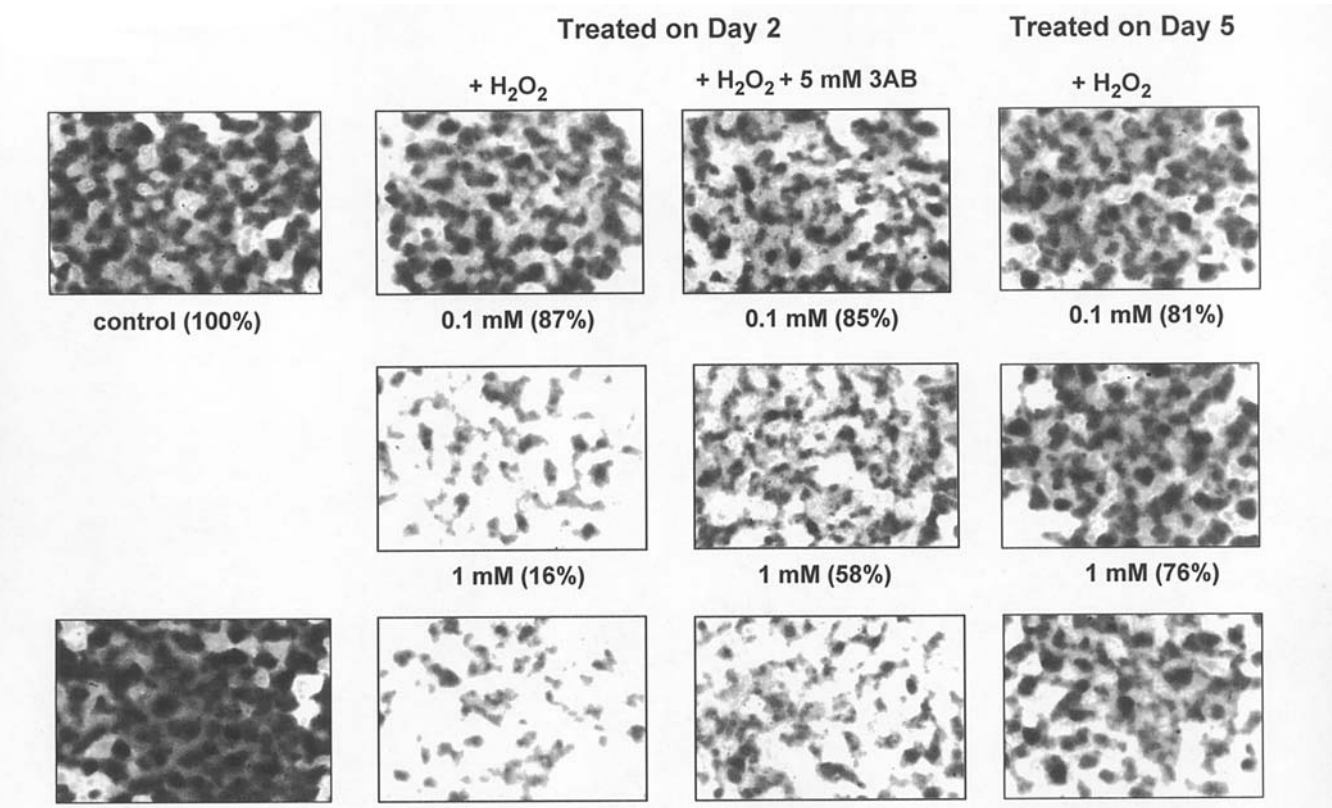 Treated on Day 2
Treated on Day 5
+ H₂O₂
+ H₂O₂ + 5 mM 3AB
+ H₂O₂
control (100%)
0.1 mM (87%)
0.1 mM (85%)
0.1 mM (81%)
1 mM (16%)
1 mM (58%)
1 mM (76%)